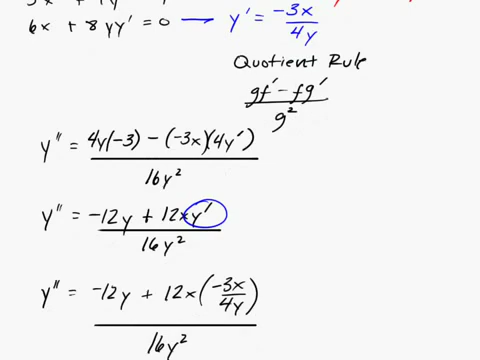 6x + 8yy' = 0 → y' = -3x/4y
Quotient Rule
gf' - fg'/g²
y'' = 4y(-3) - (-3x)(4y')/16y²
y'' = -12y + 12xy'/16y²
y'' = -12y + 12x(-3x/4y)/16y²